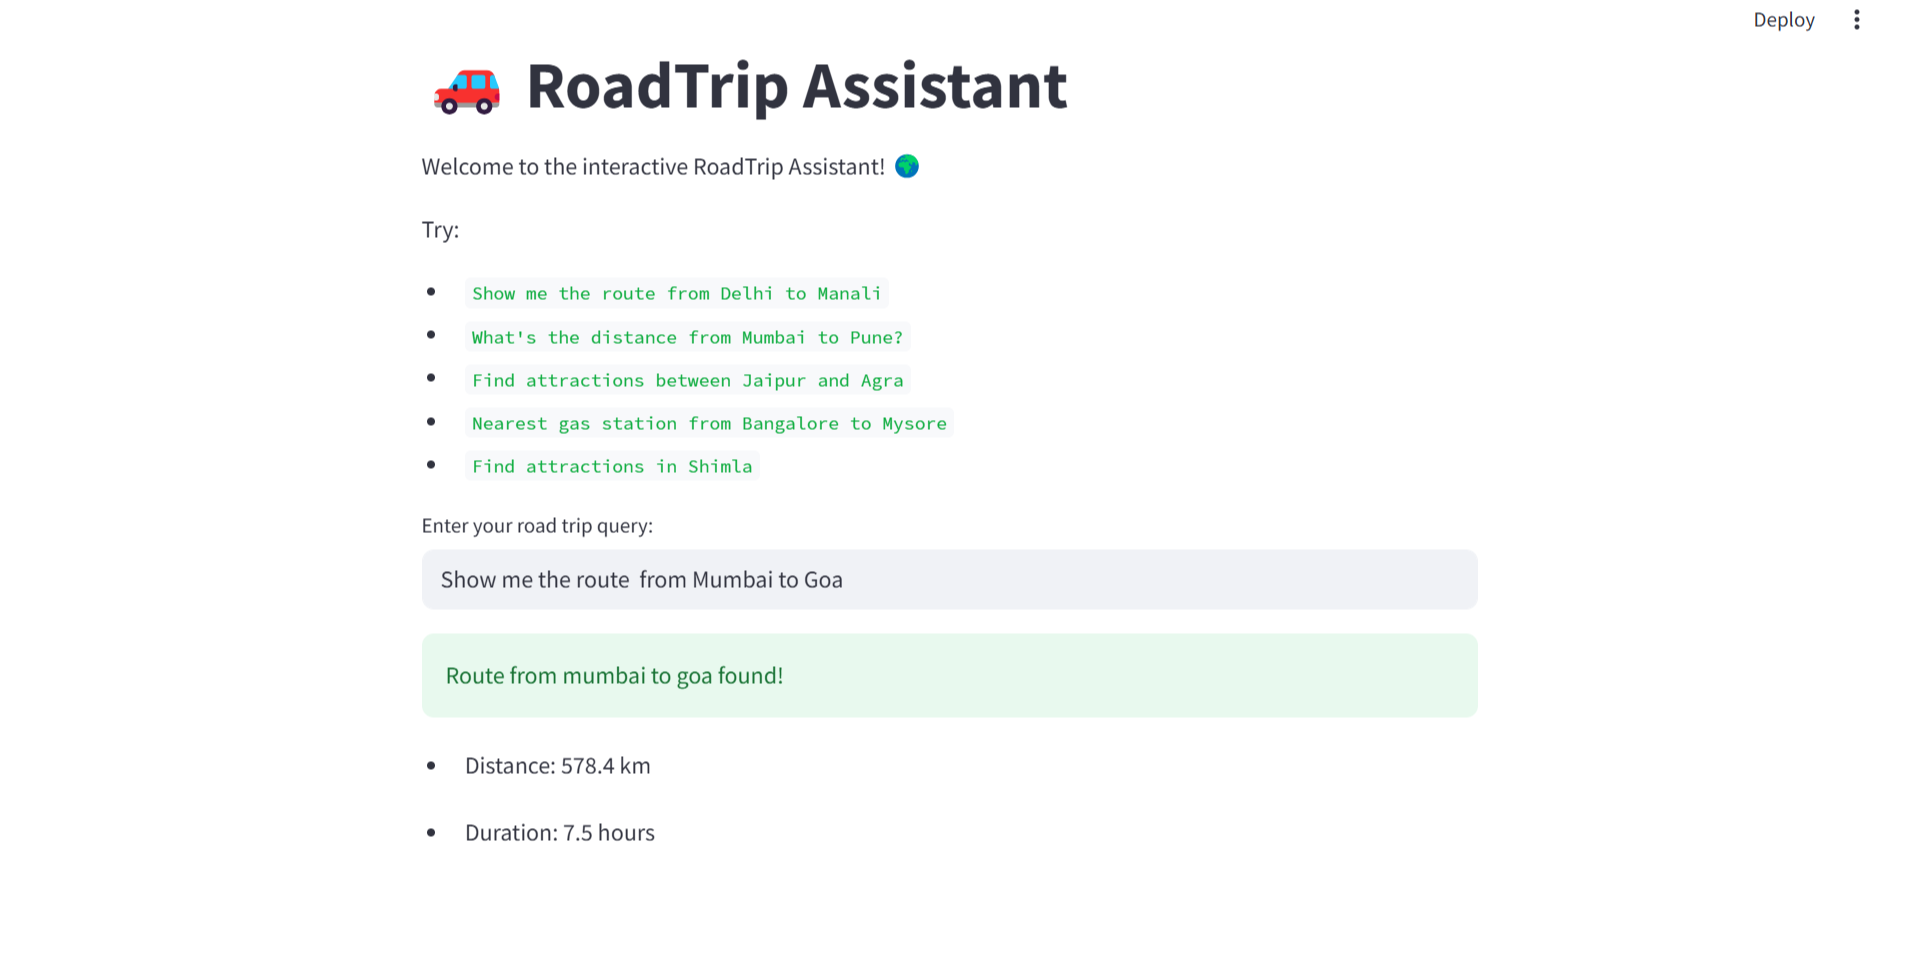 Deploy
RoadTrip Assistant
Welcome to the interactive RoadTrip Assistant!
Try:
Show me the route from Delhi to Manali
What's the distance from Mumbai to Pune?
Find attractions between Jaipur and Agra
Nearest gas station from Bangalore to Mysore
Find attractions in Shimla
Enter your road trip query:
Show me the route  from Mumbai to Goa
Route from mumbai to goa found!
Distance: 578.4 km
Duration: 7.5 hours